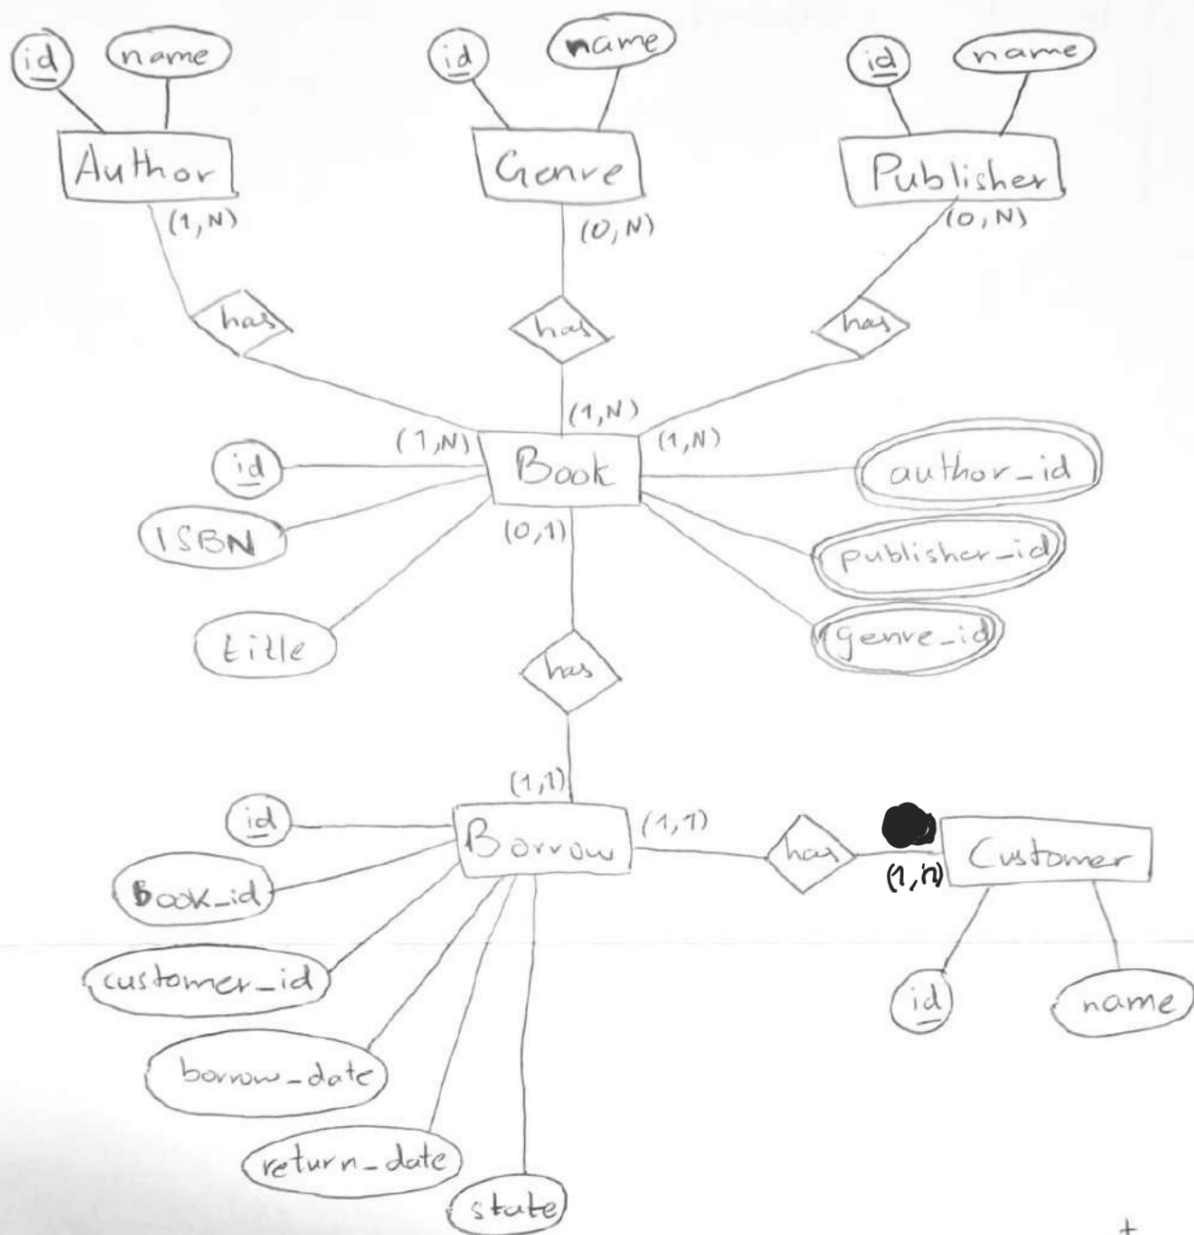 id name id name id name
Author Genre Publisher
(1,N) (0,N) (0,N)
has has has
(1,N) (1,N) (1,N)
id Book author_id
ISBN (0,1) publisher_id
title genre_id
has
(1,1)
id Borrow (1,1) has (1,n) Customer
Book_id
customer_id id name
borrow_date
return_date
state